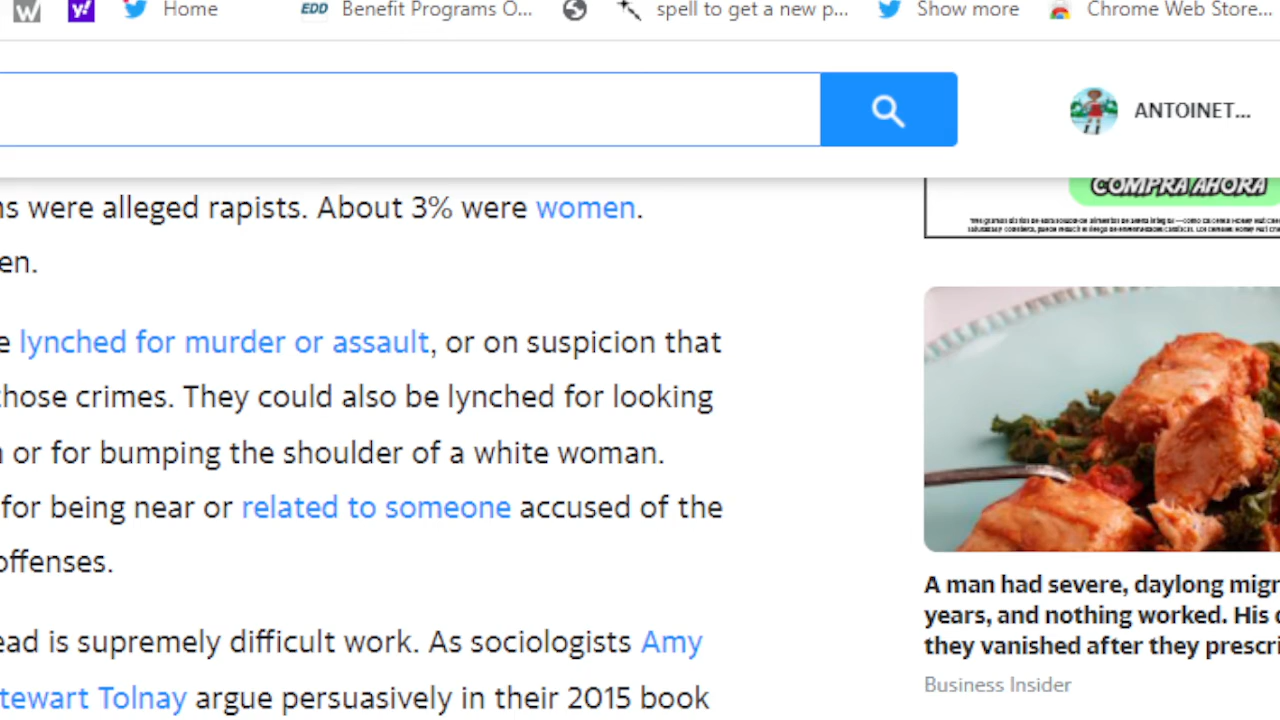 W y! Home EDD Benefit Programs O... spell to get a new p... Show more Chrome Web Store...
ANTOINET...
ns were alleged rapists. About 3% were women.
en.
e lynched for murder or assault, or on suspicion that
those crimes. They could also be lynched for looking
or for bumping the shoulder of a white woman.
for being near or related to someone accused of the
offenses.
ead is supremely difficult work. As sociologists Amy
tewart Tolnay argue persuasively in their 2015 book
COMPRA AHORA
A man had severe, daylong migr
years, and nothing worked. His d
they vanished after they prescri
Business Insider